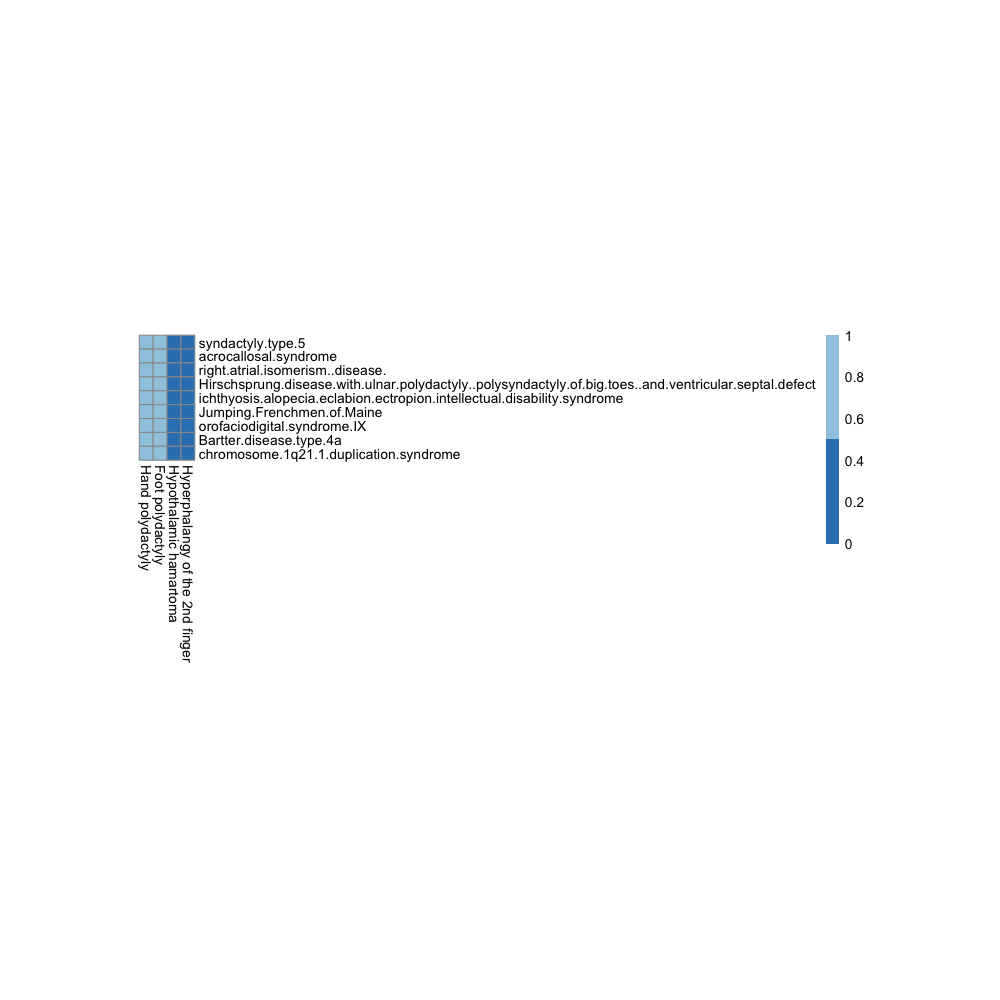 syndactyly.type.5
acrocallosal.syndrome
right.atrial.isomerism..disease.
Hirschsprung.disease.with.ulnar.polydactyly..polysyndactyly.of.big.toes..and.ventricular.septal.defect
ichthyosis.alopecia.eclabion.ectropion.intellectual.disability.syndrome
Jumping.Frenchmen.of.Maine
orofaciodigital.syndrome.IX
Bartter.disease.type.4a
chromosome.1q21.1.duplication.syndrome
Hand polydactyly
Foot polydactyly
Hypothalamic hamartoma
Hyperphalangy of the 2nd finger
1
0.8
0.6
0.4
0.2
0